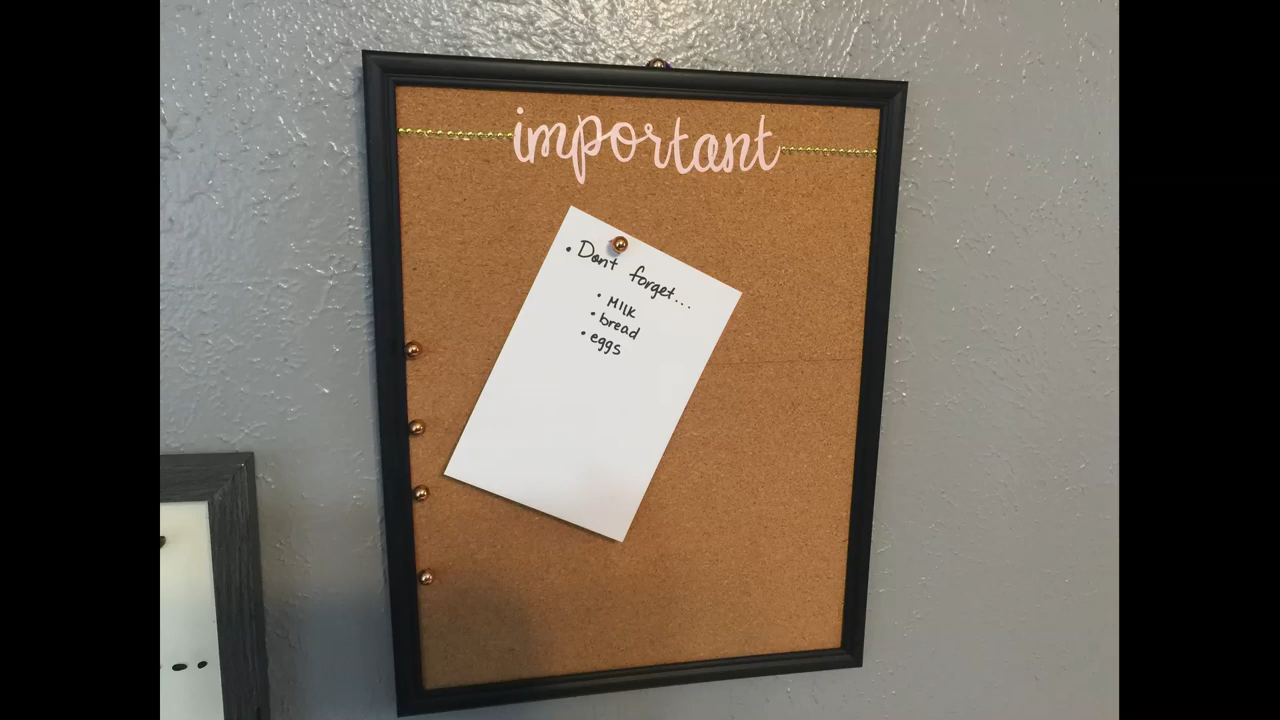 important
• Dont forget...
• Milk
• bread
• eggs